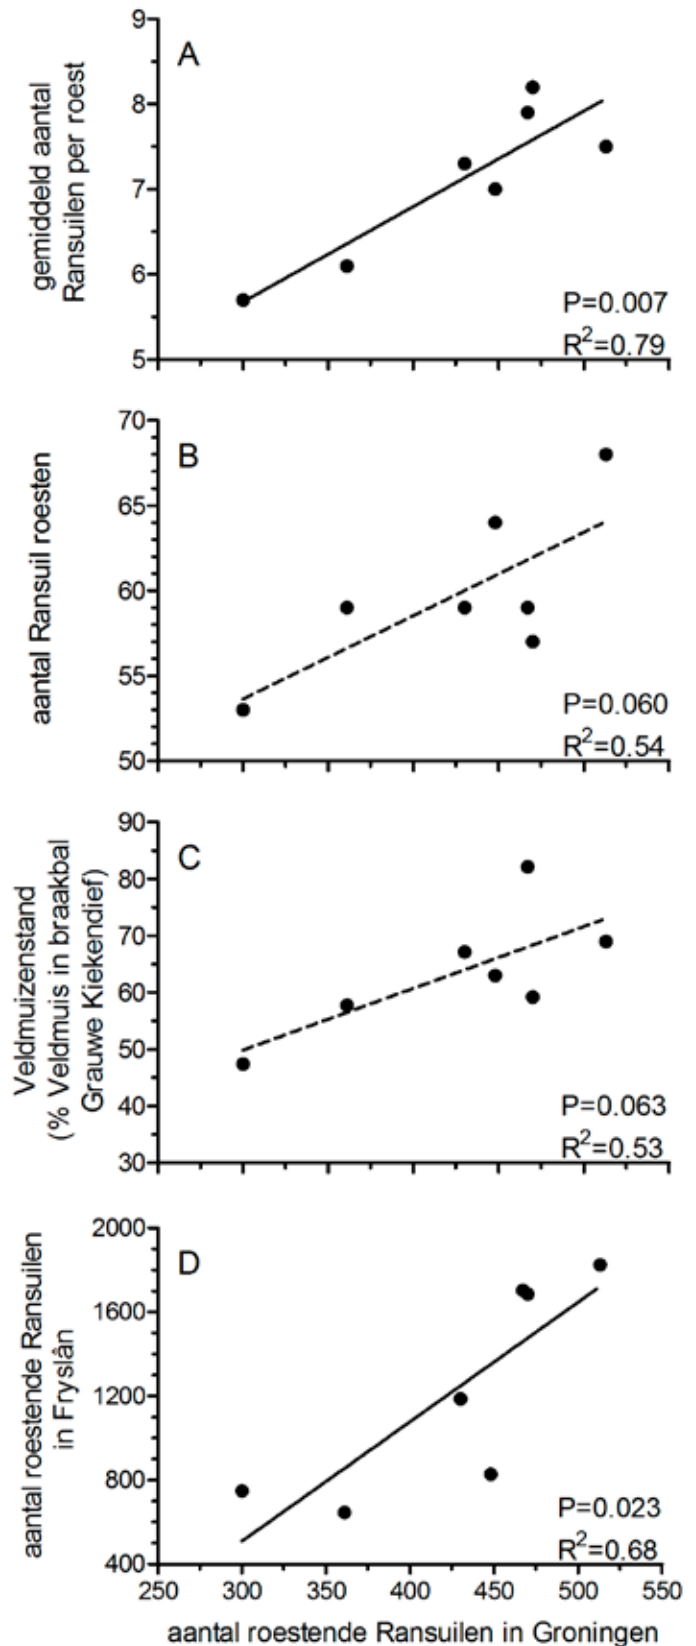 A
9
8
7
6
5
gemiddeld aantal
Ransuilen per roest
P=0.007
R²=0.79
B
70
65
60
55
50
aantal Ransuil roesten
P=0.060
R²=0.54
C
90
80
70
60
50
40
30
Veldmuizenstand
(% Veldmuis in braakbal
Grauwe Kiekendief)
P=0.063
R²=0.53
D
2000
1600
1200
800
400
aantal roestende Ransuilen
in Fryslân
P=0.023
R²=0.68
250 300 350 400 450 500 550
aantal roestende Ransuilen in Groningen